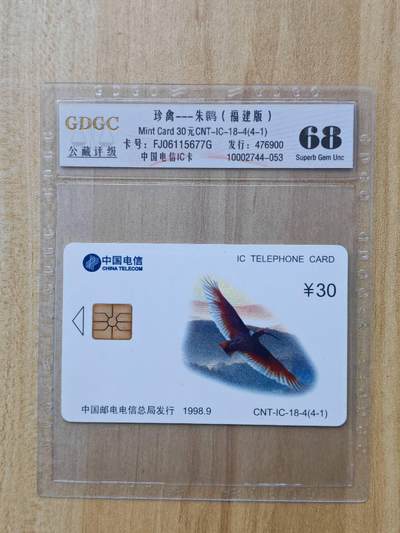 珍禽---朱鹮(福建版)
GDGC
Mint Card 30元CNT-IC-18-4(4-1)
68
卡号: FJ06115677G 发行: 476900
公藏评级
中国电信IC卡 10002744-053
Superb Gem Unc
中国电信
CHINA TELECOM
IC TELEPHONE CARD
¥30
中国邮电电信总局发行 1998.9
CNT-IC-18-4(4-1)